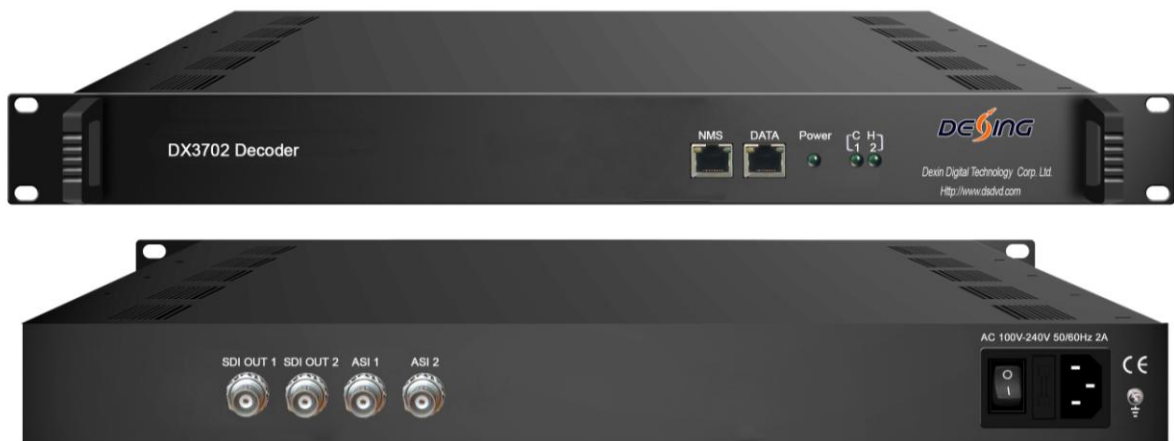 DX3702 Decoder
NMS DATA Power C H
1 2
DESING
Dexin Digital Technology Corp. Ltd.
Http://www.dsdvd.com
SDI OUT 1 SDI OUT 2 ASI 1 ASI 2
AC 100V-240V 50/60Hz 2A
O
I
CE